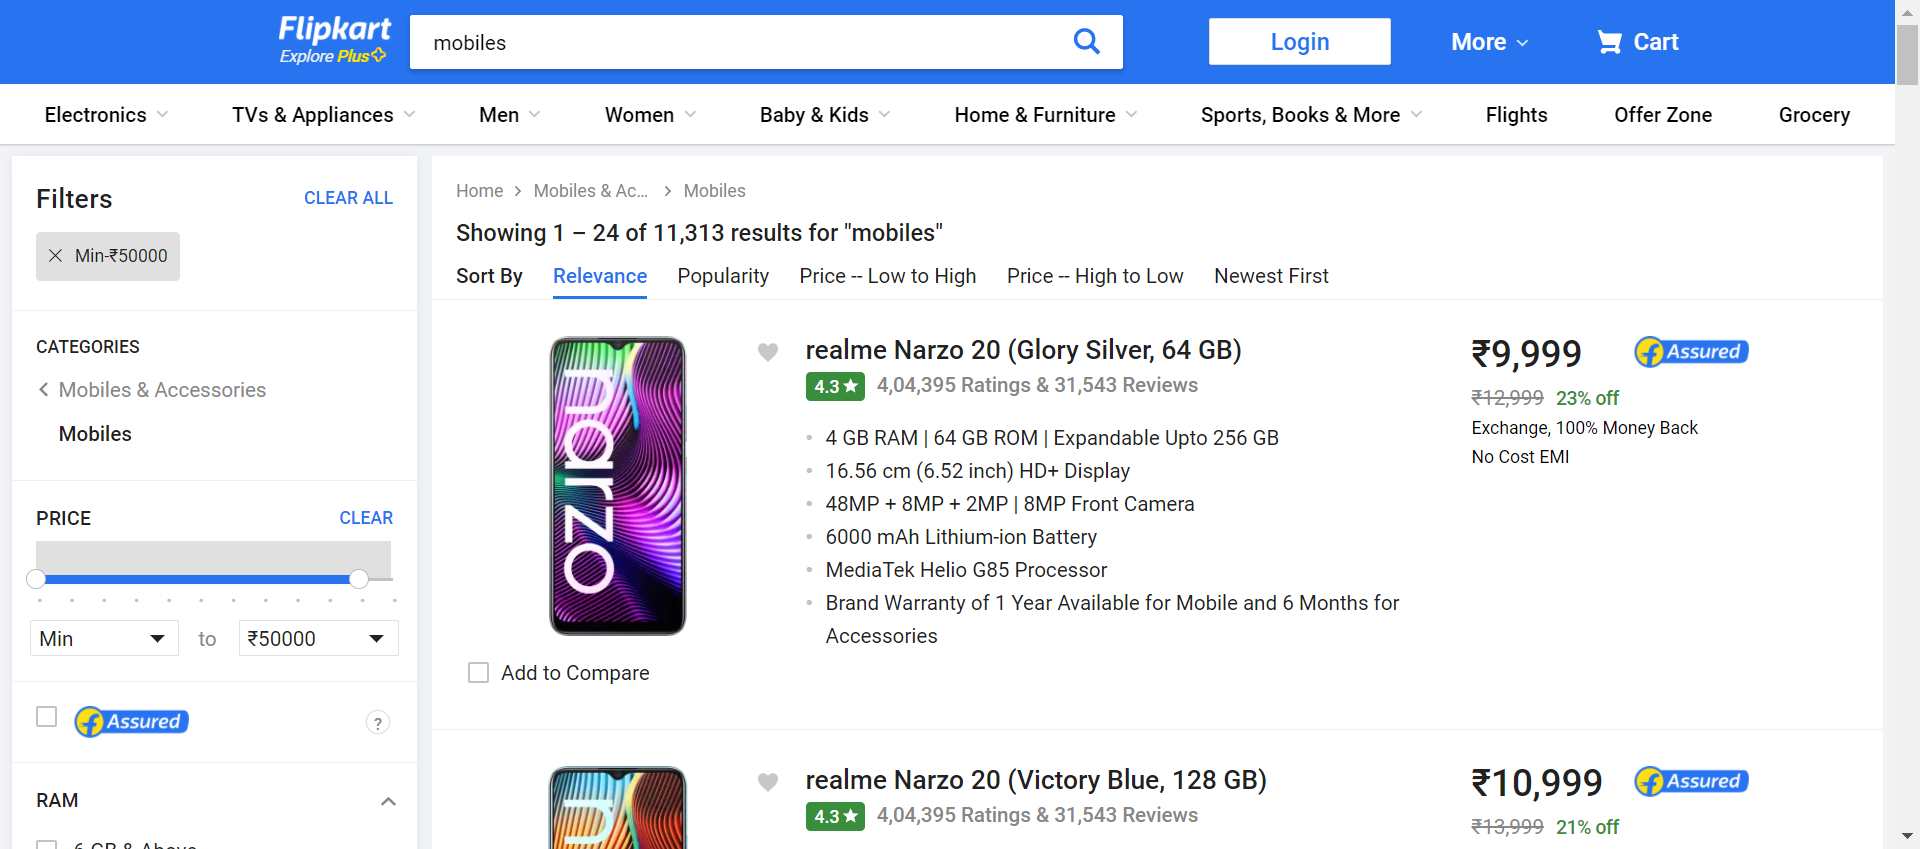 Flipkart
Explore Plus
mobiles
Login
More
Cart
Electronics
TVs & Appliances
Men
Women
Baby & Kids
Home & Furniture
Sports, Books & More
Flights
Offer Zone
Grocery
Filters
CLEAR ALL
Min-₹50000
CATEGORIES
Mobiles & Accessories
Mobiles
PRICE
CLEAR
Min
to
₹50000
Assured
?
RAM
6 GB & Above
Home
Mobiles & Ac...
Mobiles
Showing 1 – 24 of 11,313 results for "mobiles"
Sort By
Relevance
Popularity
Price -- Low to High
Price -- High to Low
Newest First
narzo
Add to Compare
realme Narzo 20 (Glory Silver, 64 GB)
4.3★ 4,04,395 Ratings & 31,543 Reviews
4 GB RAM | 64 GB ROM | Expandable Upto 256 GB
16.56 cm (6.52 inch) HD+ Display
48MP + 8MP + 2MP | 8MP Front Camera
6000 mAh Lithium-ion Battery
MediaTek Helio G85 Processor
Brand Warranty of 1 Year Available for Mobile and 6 Months for
Accessories
₹9,999
Assured
₹12,999 23% off
Exchange, 100% Money Back
No Cost EMI
realme Narzo 20 (Victory Blue, 128 GB)
4.3★ 4,04,395 Ratings & 31,543 Reviews
₹10,999
Assured
₹13,999 21% off